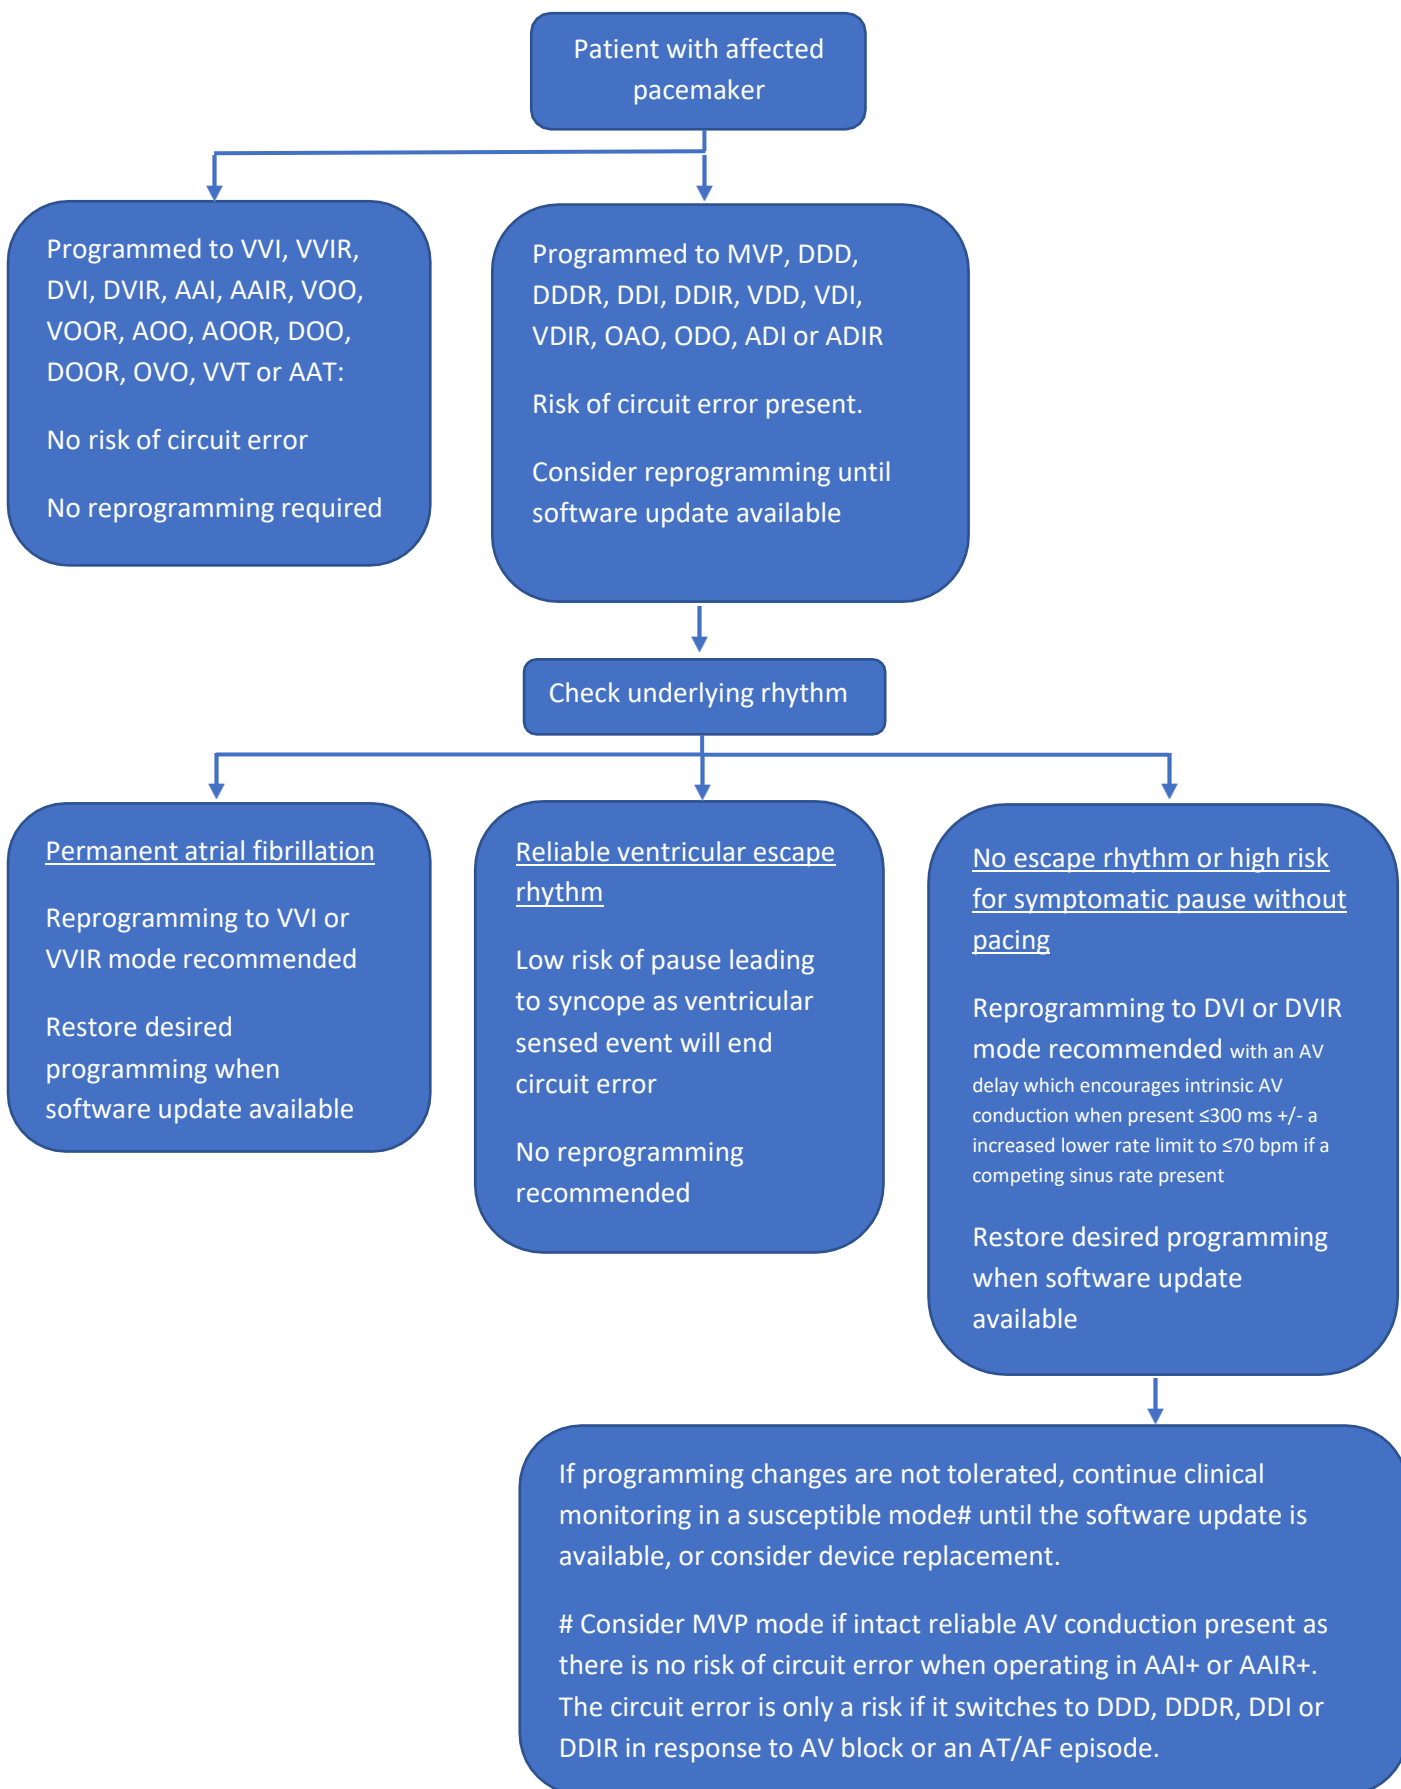 Patient with affected
pacemaker
Programmed to VVI, VVIR,
DVI, DVIR, AAI, AAIR, VOO,
VOOR, AOO, AOOR, DOO,
DOOR, OVO, VVT or AAT:
No risk of circuit error
No reprogramming required
Programmed to MVP, DDD,
DDDR, DDI, DDIR, VDD, VDI,
VDIR, OAO, ODO, ADI or ADIR
Risk of circuit error present.
Consider reprogramming until
software update available
Check underlying rhythm
Permanent atrial fibrillation
Reprogramming to VVI or
VVIR mode recommended
Restore desired
programming when
software update available
Reliable ventricular escape
rhythm
Low risk of pause leading
to syncope as ventricular
sensed event will end
circuit error
No reprogramming
recommended
No escape rhythm or high risk
for symptomatic pause without
pacing
Reprogramming to DVI or DVIR
mode recommended with an AV
delay which encourages intrinsic AV
conduction when present ≤300 ms +/- a
increased lower rate limit to ≤70 bpm if a
competing sinus rate present
Restore desired programming
when software update
available
If programming changes are not tolerated, continue clinical
monitoring in a susceptible mode# until the software update is
available, or consider device replacement.
# Consider MVP mode if intact reliable AV conduction present as
there is no risk of circuit error when operating in AAI+ or AAIR+.
The circuit error is only a risk if it switches to DDD, DDDR, DDI or
DDIR in response to AV block or an AT/AF episode.